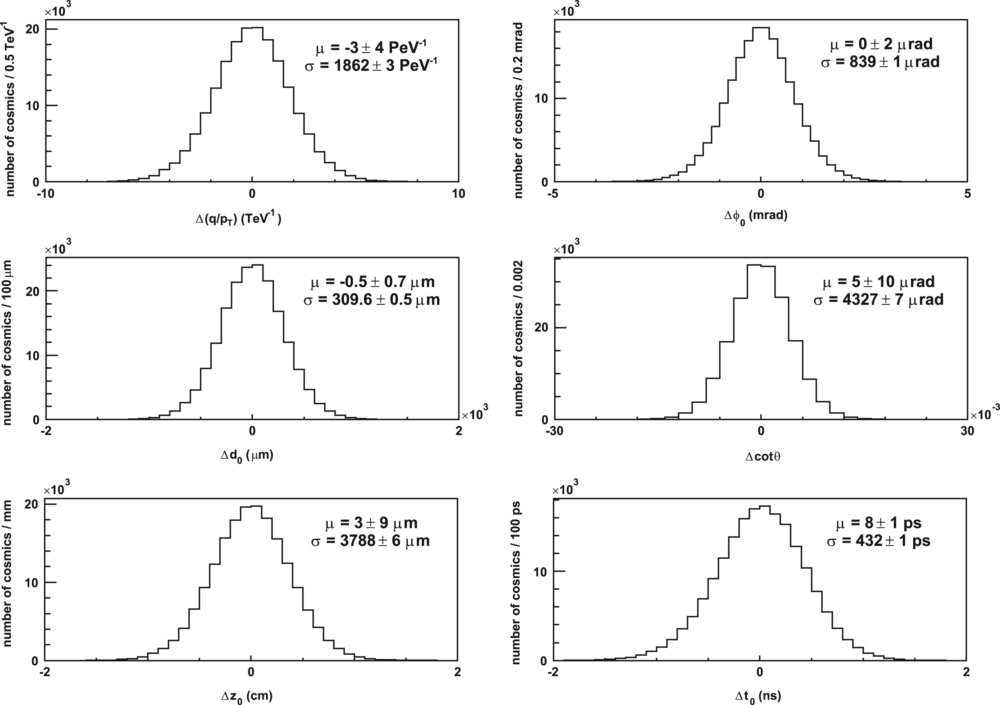 ×10³
number of cosmics / 0.5 TeV⁻¹
20
10
0
μ = -3 ± 4 PeV⁻¹
σ = 1862 ± 3 PeV⁻¹
-10 0 10
Δ(q/p_T) (TeV⁻¹)
×10³
number of cosmics / 0.2 mrad
10
0
μ = 0 ± 2 μrad
σ = 839 ± 1 μrad
-5 0 5
Δϕ₀ (mrad)
×10³
number of cosmics / 100 μm
20
10
0
μ = -0.5 ± 0.7 μm
σ = 309.6 ± 0.5 μm
×10³
-2 0 2
Δd₀ (μm)
×10³
number of cosmics / 0.002
20
0
μ = 5 ± 10 μrad
σ = 4327 ± 7 μrad
×10⁻³
-30 0 30
Δcotθ
×10³
number of cosmics / mm
20
10
0
μ = 3 ± 9 μm
σ = 3788 ± 6 μm
-2 0 2
Δz₀ (cm)
×10³
number of cosmics / 100 ps
10
0
μ = 8 ± 1 ps
σ = 432 ± 1 ps
-2 0 2
Δt₀ (ns)